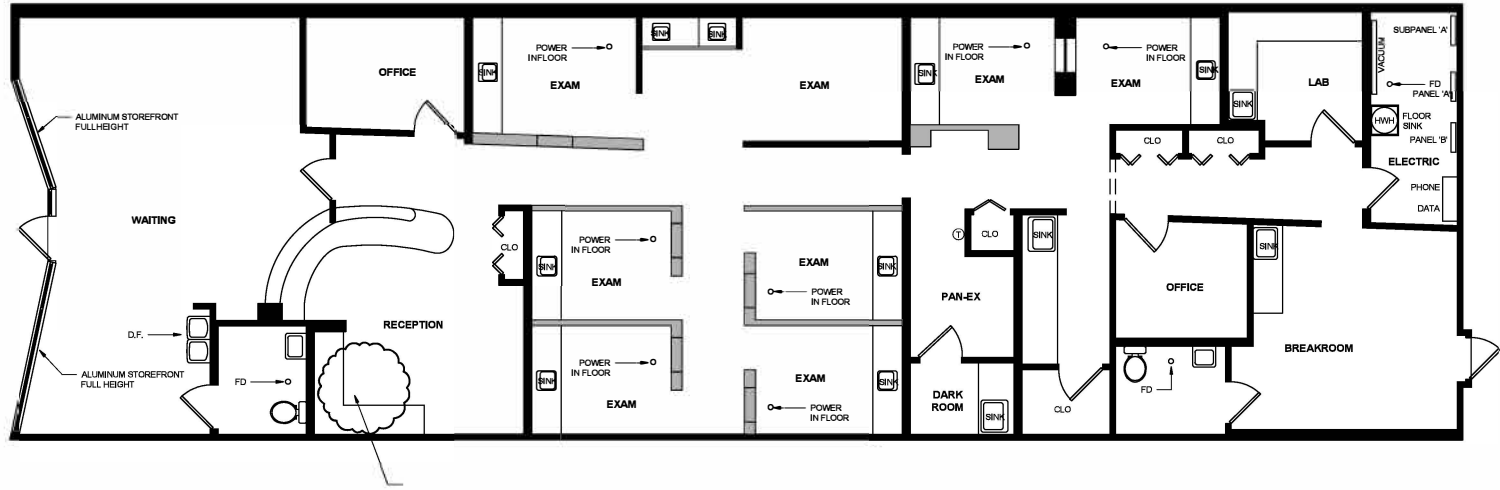 ALUMINUM STOREFRONT
FULLHEIGHT
WAITING
D.F.
ALUMINUM STOREFRONT
FULL HEIGHT
FD
OFFICE
RECEPTION
CLO
SINK
POWER
IN FLOOR
EXAM
SINK
SINK
EXAM
SINK
POWER
IN FLOOR
EXAM
SINK
POWER
IN FLOOR
EXAM
EXAM
SINK
POWER
IN FLOOR
EXAM
SINK
POWER
IN FLOOR
SINK
POWER
IN FLOOR
EXAM
POWER
IN FLOOR
EXAM
SINK
T
CLO
PAN-EX
DARK
ROOM
SINK
SINK
CLO
CLO
CLO
LAB
SINK
OFFICE
FD
SINK
BREAKROOM
VACUUM
SUBPANEL 'A'
FD
PANEL 'A'
HWH
FLOOR
SINK
PANEL 'B'
ELECTRIC
PHONE
DATA